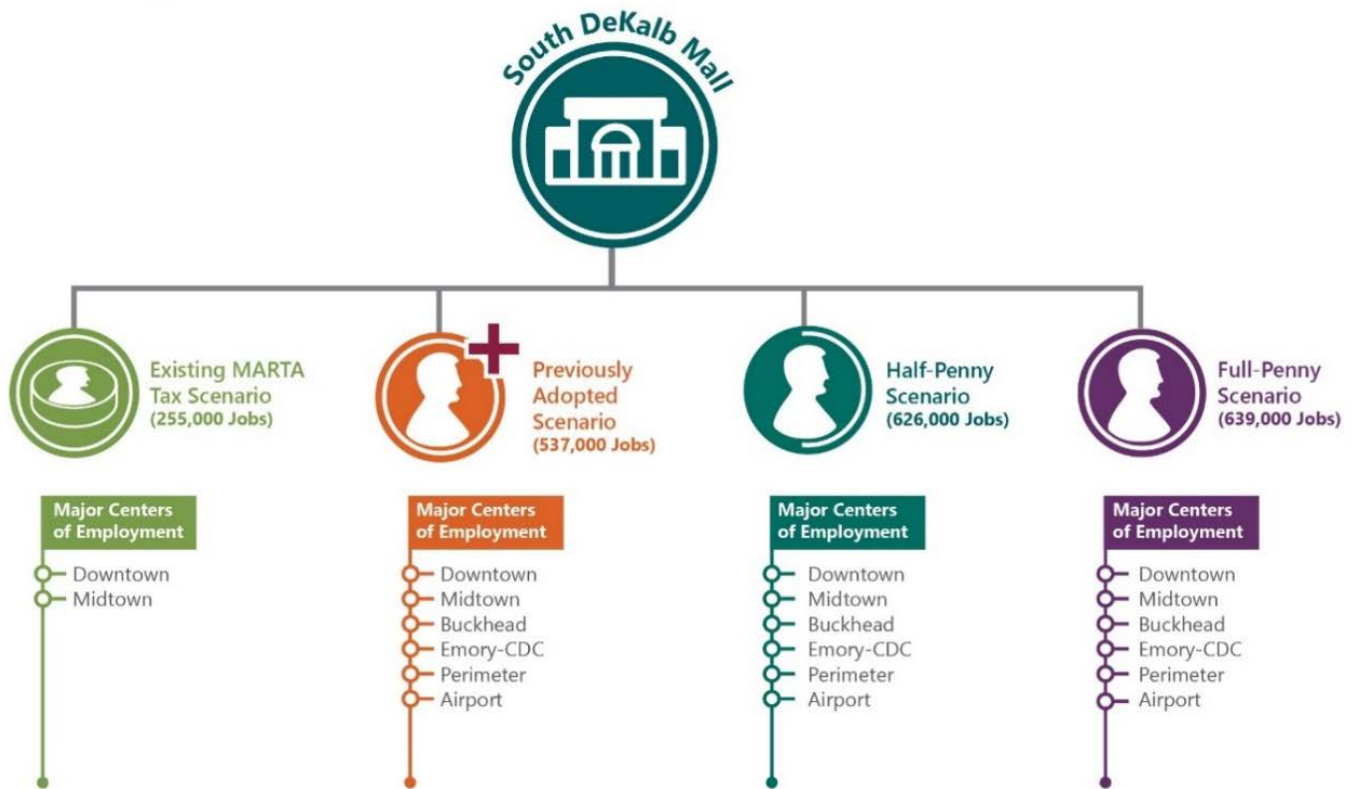 South DeKalb Mall
Existing MARTA
Tax Scenario
(255,000 Jobs)
Previously
Adopted
Scenario
(537,000 Jobs)
Half-Penny
Scenario
(626,000 Jobs)
Full-Penny
Scenario
(639,000 Jobs)
Major Centers
of Employment
Downtown
Midtown
Major Centers
of Employment
Downtown
Midtown
Buckhead
Emory-CDC
Perimeter
Airport
Major Centers
of Employment
Downtown
Midtown
Buckhead
Emory-CDC
Perimeter
Airport
Major Centers
of Employment
Downtown
Midtown
Buckhead
Emory-CDC
Perimeter
Airport